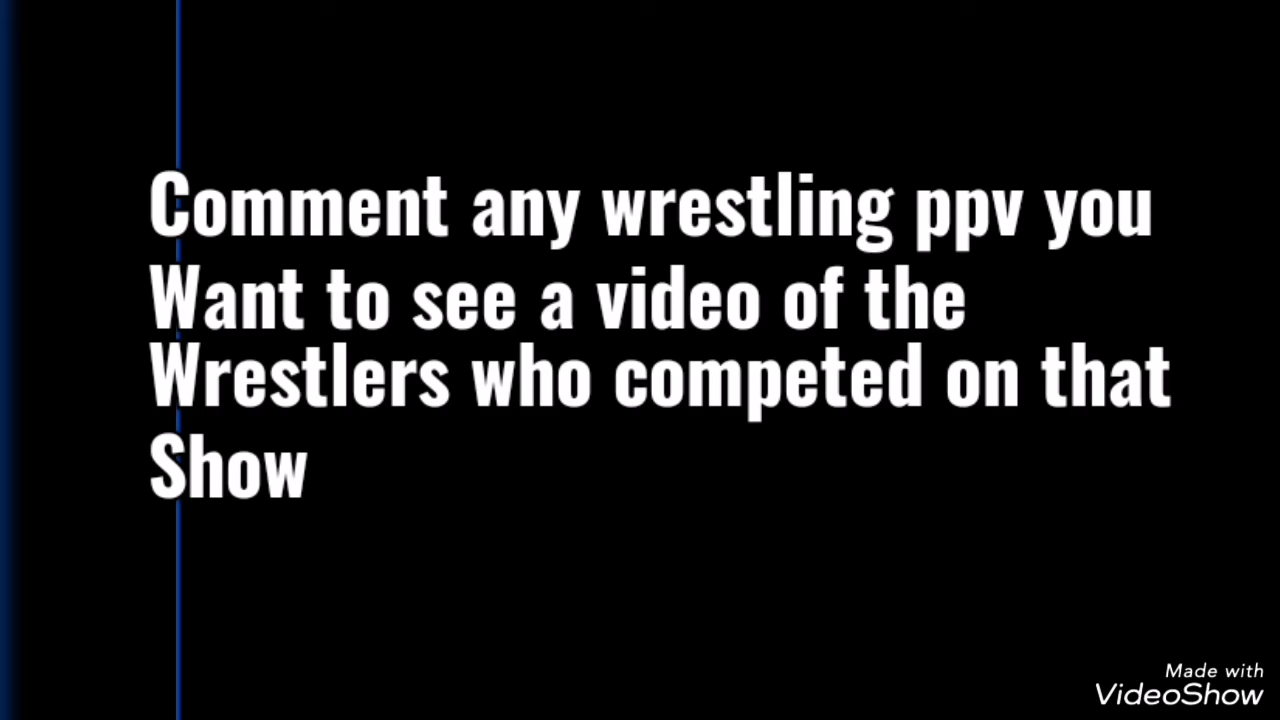 Comment any wrestling ppv you
Want to see a video of the
Wrestlers who competed on that
Show
Made with
VideoShow